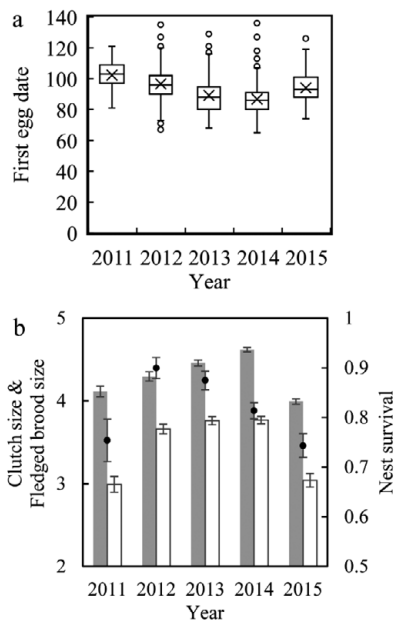 a
140
120
100
80
60
40
20
0
First egg date
2011 2012 2013 2014 2015
Year
b
5
4
3
2
Clutch size &
Fledged brood size
1
0.9
0.8
0.7
0.6
0.5
Nest survival
2011 2012 2013 2014 2015
Year